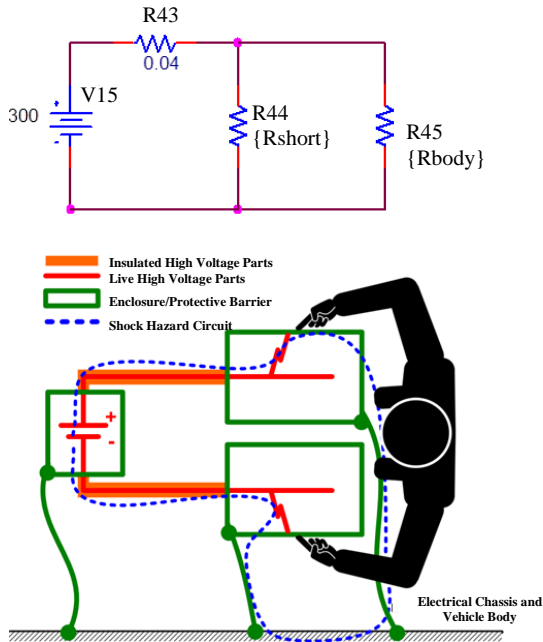 R43
0.04
V15
300
R44
{Rshort}
R45
{Rbody}
Insulated High Voltage Parts
Live High Voltage Parts
Enclosure/Protective Barrier
Shock Hazard Circuit
+
-
Electrical Chassis and
Vehicle Body